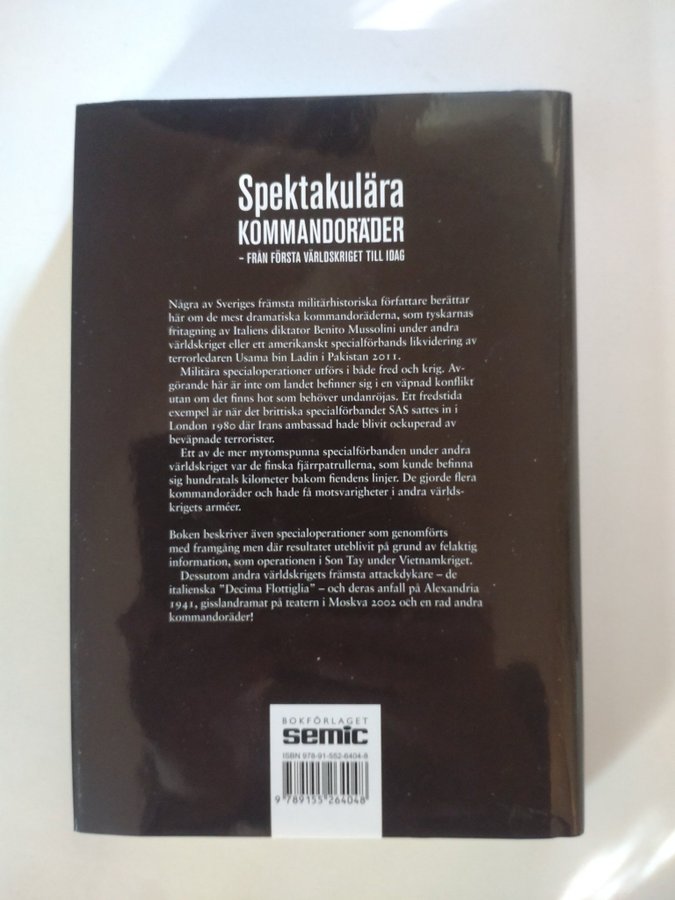 Spektakulära
KOMMANDORÄDER
– FRÅN FÖRSTA VÄRLDSKRIGET TILL IDAG
Några av Sveriges främsta militärhistoriska författare berättar
här om de mest dramatiska kommandoräderna, som tyskarnas
fritagning av Italiens diktator Benito Mussolini under andra
världskriget eller ett amerikanskt specialförbands likvidering av
terrorledaren Usama bin Ladin i Pakistan 2011.
Militära specialoperationer utförs i både fred och krig. Av-
görande här är inte om landet befinner sig i en väpnad konflikt
utan om det finns hot som behöver undanröjas. Ett fredstida
exempel är när det brittiska specialförbandet SAS sattes in i
London 1980 där Irans ambassad hade blivit ockuperad av
beväpnade terrorister.
Ett av de mer mytomspunna specialförbanden under andra
världskriget var de finska fjärrpatrullerna, som kunde befinna
sig hundratals kilometer bakom fiendens linjer. De gjorde flera
kommandoräder och hade få motsvarigheter i andra världs-
krigets arméer.
Boken beskriver även specialoperationer som genomförts
med framgång men där resultatet uteblivit på grund av felaktig
information, som operationen i Son Tay under Vietnamkriget.
Dessutom andra världskrigets främsta attackdykare – de
italienska "Decima Flottiglia" – och deras anfall på Alexandria
1941, gisslandramat på teatern i Moskva 2002 och en rad andra
kommandoräder!
BOKFÖRLAGET
semic
ISBN 978-91-552-6404-8
9 789155 264048